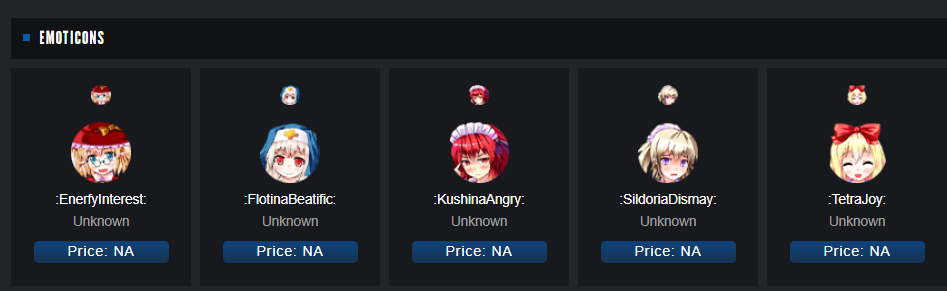 EMOTICONS
:EnerfyInterest: :FlotinaBeatific: :KushinaAngry: :SildoriaDismay: :TetraJoy:
Unknown Unknown Unknown Unknown Unknown
Price: NA Price: NA Price: NA Price: NA Price: NA